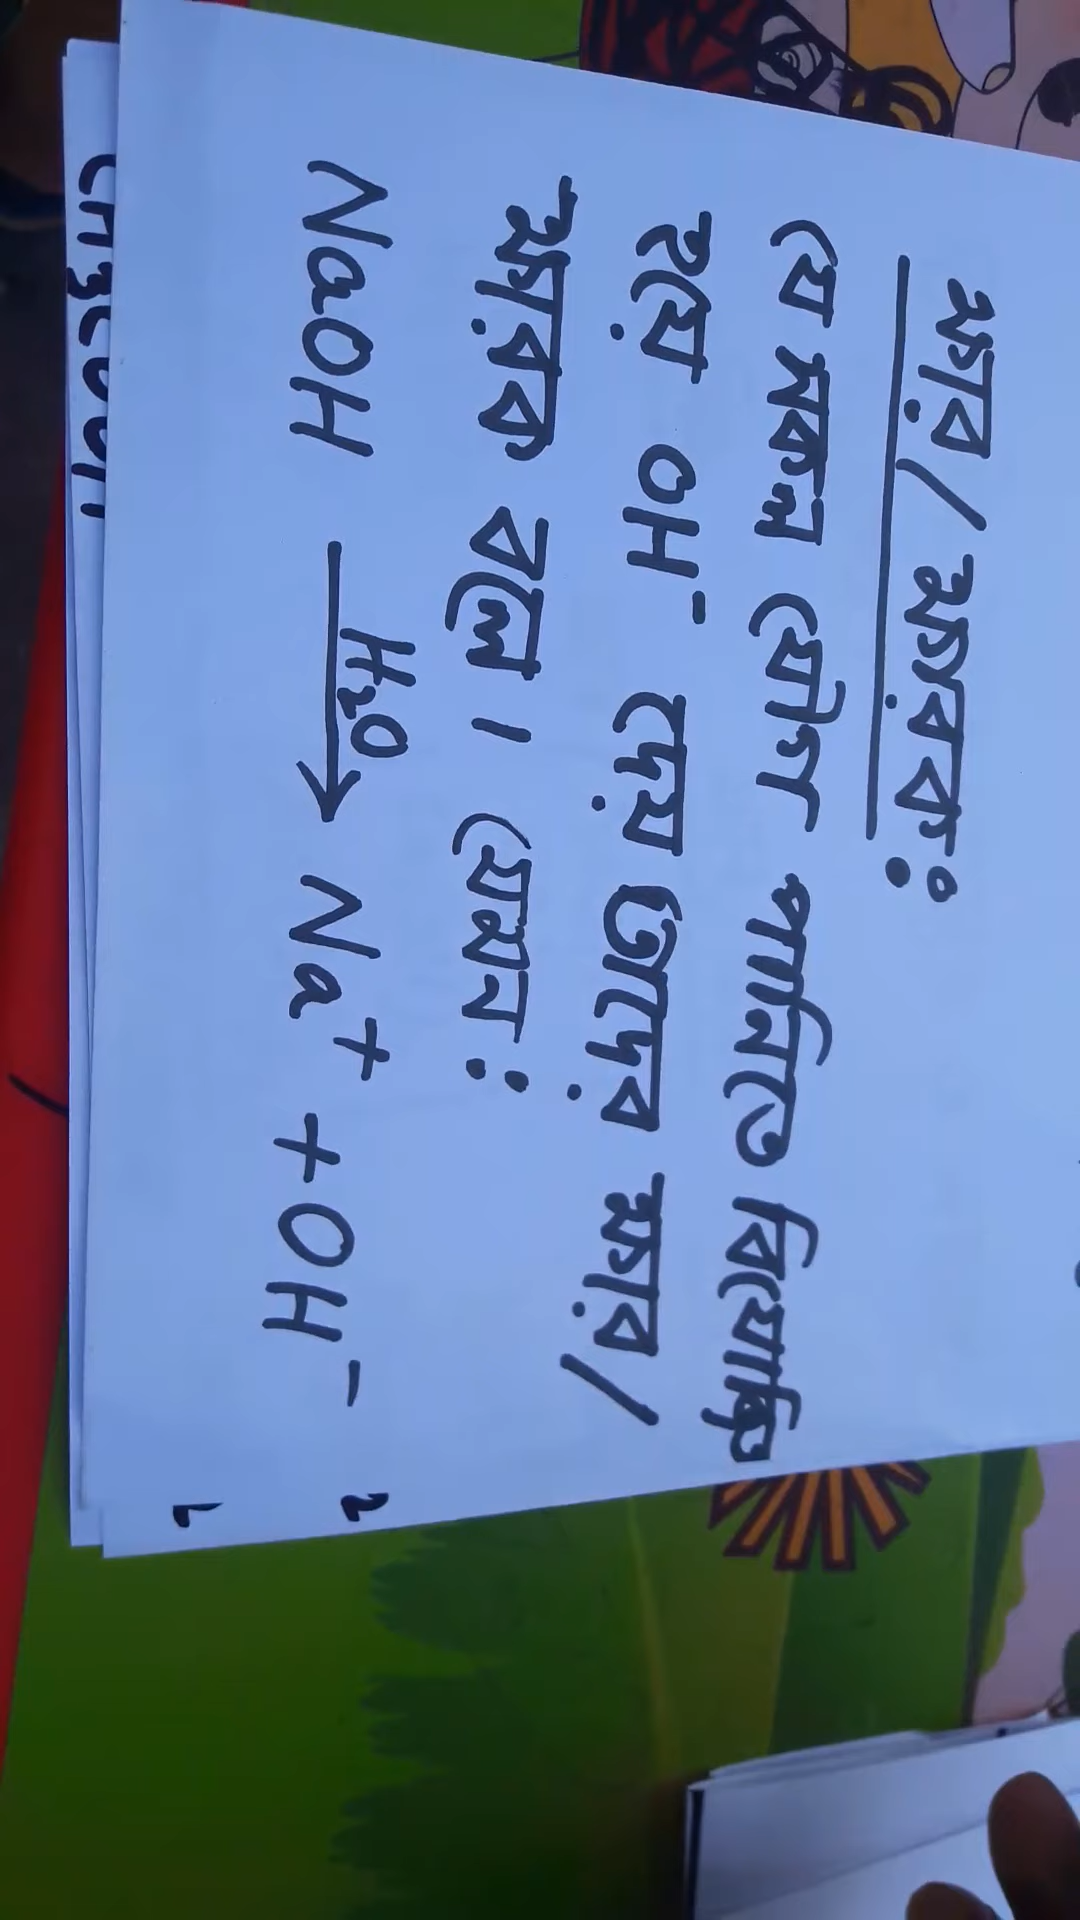 ক্ষার/ক্ষারক:
যে সকল যৌগ পানিতে বিয়োজিত
হয়ে OH⁻ দেয় তাদের ক্ষার/
ক্ষারক বলে। যেমন:
NaOH H₂O→ Na⁺ + OH⁻